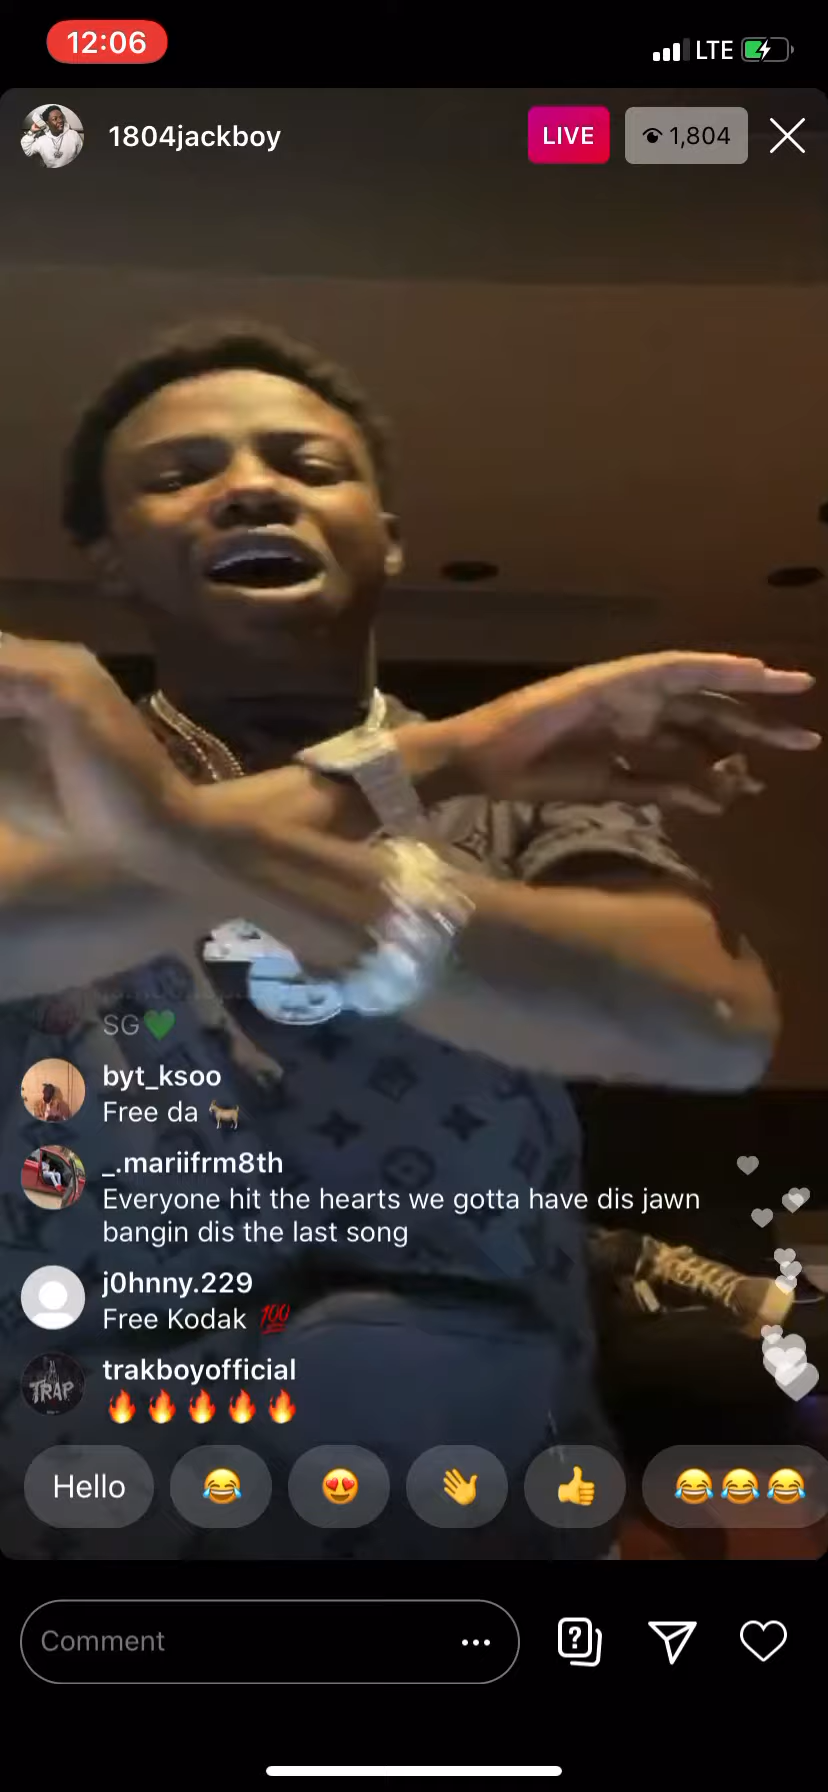 12:06
LTE
1804jackboy
LIVE
1,804
SG💚
byt_ksoo
Free da 🐐
_.mariifrm8th
Everyone hit the hearts we gotta have dis jawn
bangin dis the last song
j0hnny.229
Free Kodak 💯
TRAP
trakboyofficial
🔥🔥🔥🔥🔥
Hello 😂 😍 👋 👍 😂😂😂
Comment